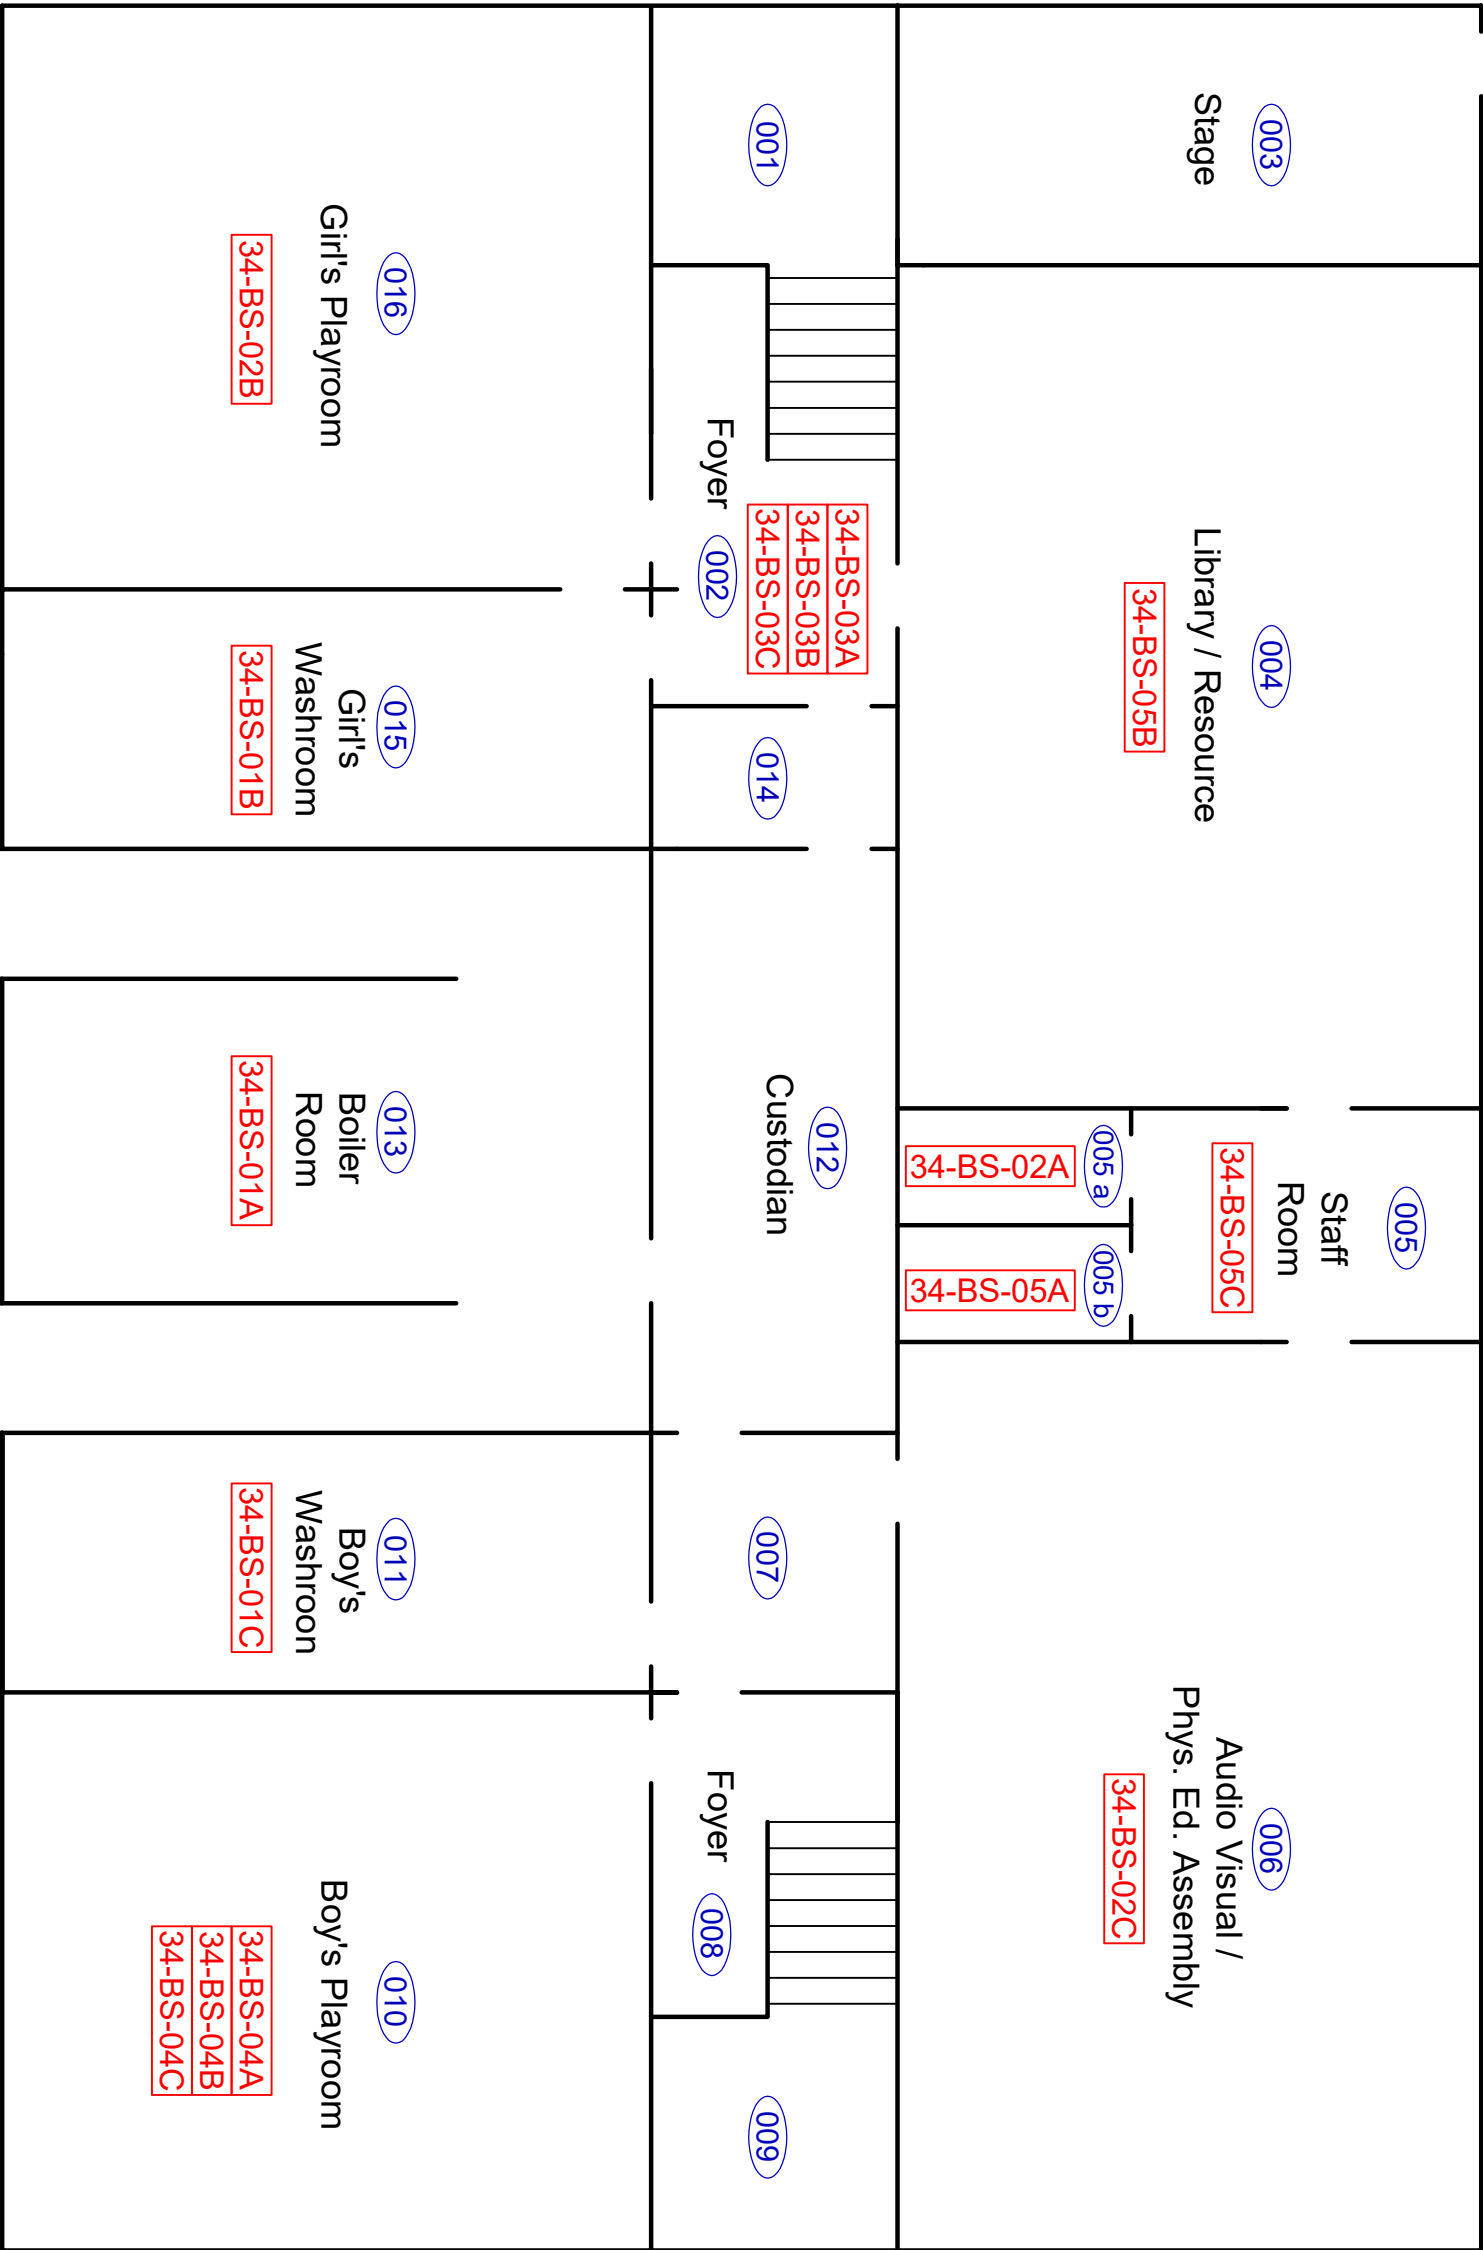 003
Stage
004
Library / Resource
34-BS-05B
005
Staff
Room
34-BS-05C
005 a
34-BS-02A
005 b
34-BS-05A
006
Audio Visual /
Phys. Ed. Assembly
34-BS-02C
001
34-BS-03A
34-BS-03B
34-BS-03C
Foyer
002
014
012
Custodian
007
Foyer
008
009
016
Girl's Playroom
34-BS-02B
015
Girl's
Washroom
34-BS-01B
013
Boiler
Room
34-BS-01A
011
Boy's
Washroon
34-BS-01C
010
Boy's Playroom
34-BS-04A
34-BS-04B
34-BS-04C